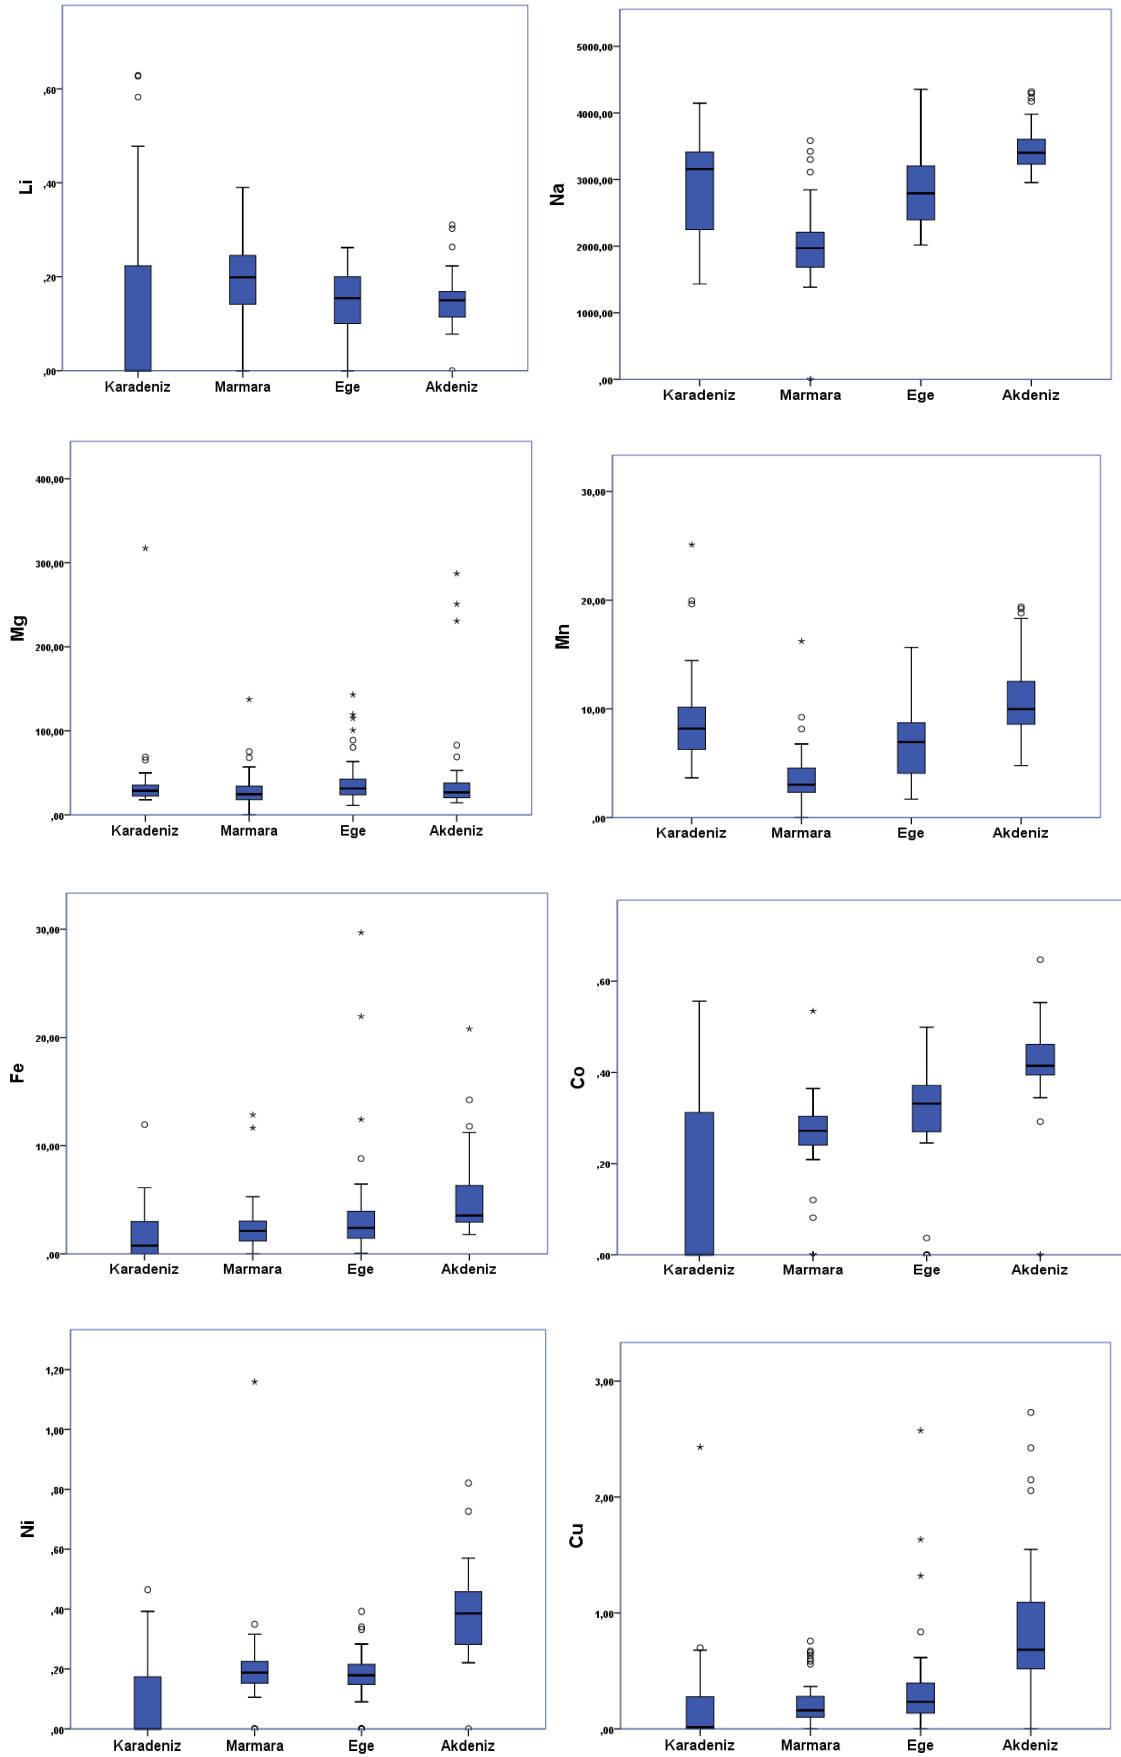 Li
,60
,40
,20
,00
Karadeniz Marmara Ege Akdeniz
Na
5000,00
4000,00
3000,00
2000,00
1000,00
,00
Karadeniz Marmara Ege Akdeniz
Mg
400,00
300,00
200,00
100,00
,00
Karadeniz Marmara Ege Akdeniz
Mn
30,00
20,00
10,00
,00
Karadeniz Marmara Ege Akdeniz
Fe
30,00
20,00
10,00
,00
Karadeniz Marmara Ege Akdeniz
Co
,60
,40
,20
,00
Karadeniz Marmara Ege Akdeniz
Ni
1,20
1,00
,80
,60
,40
,20
,00
Karadeniz Marmara Ege Akdeniz
Cu
3,00
2,00
1,00
,00
Karadeniz Marmara Ege Akdeniz